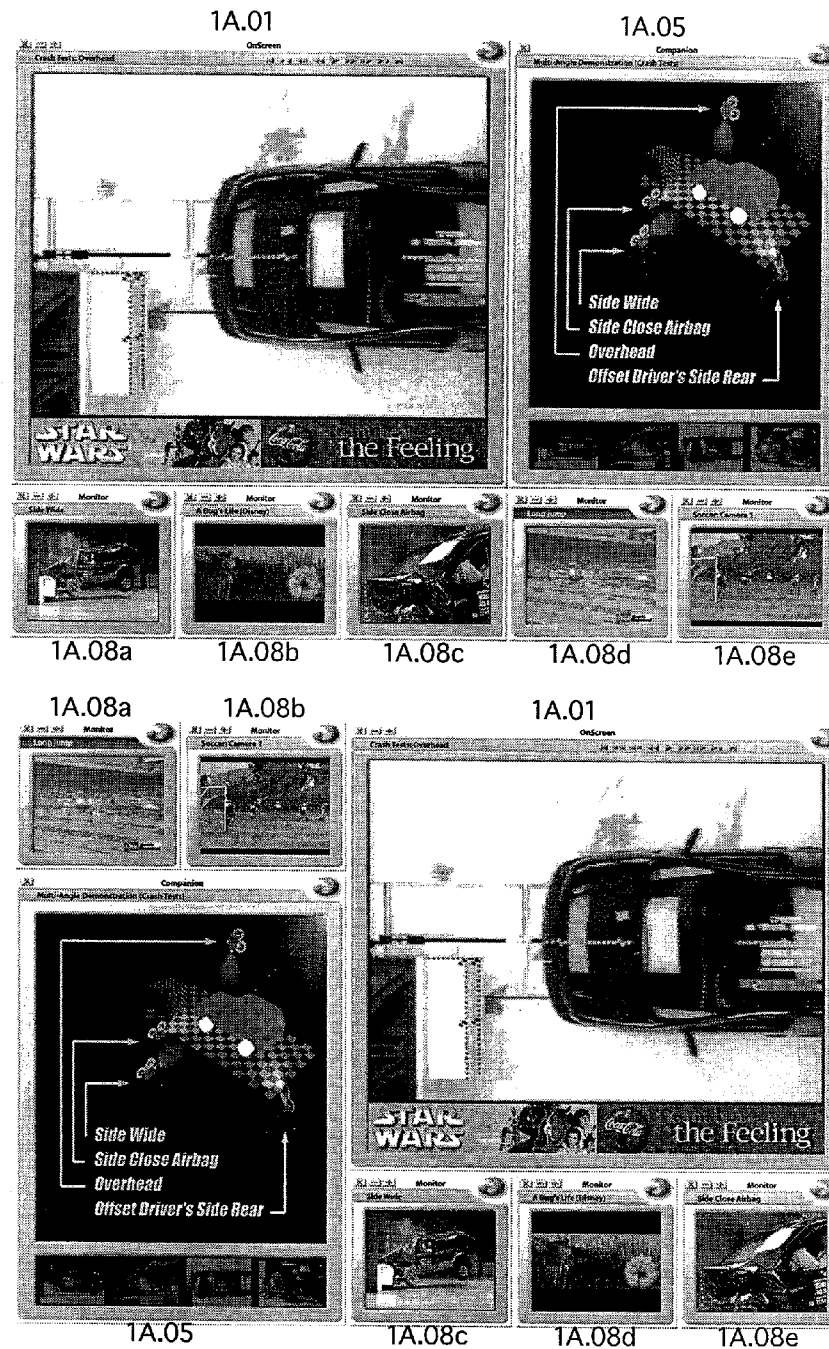 1A.01
1A.05
OnScreen
Crash Tests: Overhead
Companion
Multi-Angle Demonstration (Crash Tests)
Side Wide
Side Close Airbag
Overhead
Offset Driver's Side Rear
STAR WARS
Coca-Cola
the Feeling
Monitor
Side Wide
Monitor
A Bug's Life (Disney)
Monitor
Side Close Airbag
Monitor
Long Jump
Monitor
Soccer Camera 1
1A.08a
1A.08b
1A.08c
1A.08d
1A.08e
1A.08a
1A.08b
1A.01
Monitor
Long Jump
Monitor
Soccer Camera 1
OnScreen
Crash Tests: Overhead
Companion
Multi-Angle Demonstration (Crash Tests)
Side Wide
Side Close Airbag
Overhead
Offset Driver's Side Rear
STAR WARS
Coca-Cola
the Feeling
Monitor
Side Wide
Monitor
A Bug's Life (Disney)
Monitor
Side Close Airbag
1A.05
1A.08c
1A.08d
1A.08e